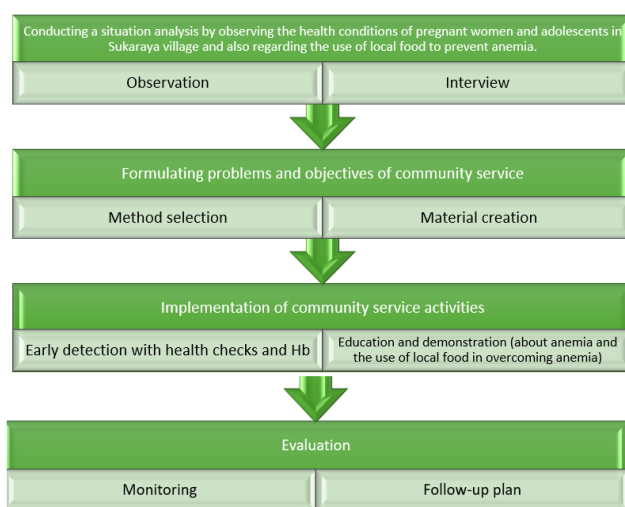 Conducting a situation analysis by observing the health conditions of pregnant women and adolescents in
Sukaraya village and also regarding the use of local food to prevent anemia.
Observation
Interview
Formulating problems and objectives of community service
Method selection
Material creation
Implementation of community service activities
Early detection with health checks and Hb
Education and demonstration (about anemia and
the use of local food in overcoming anemia)
Evaluation
Monitoring
Follow-up plan